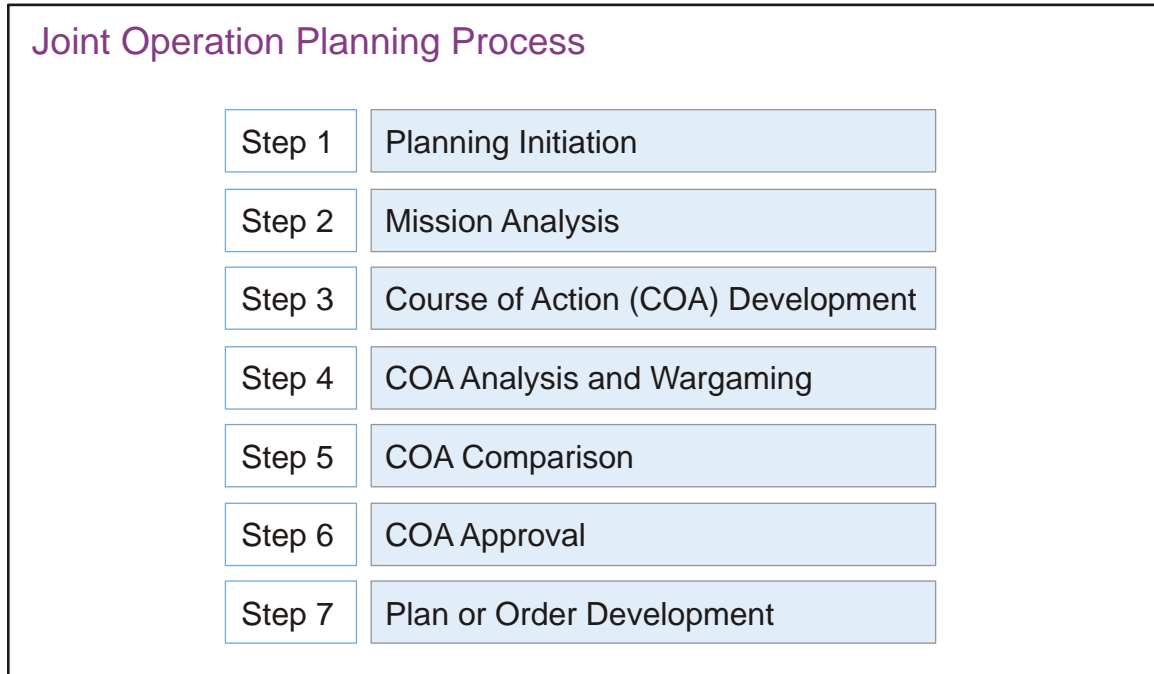 Joint Operation Planning Process
Step 1 Planning Initiation
Step 2 Mission Analysis
Step 3 Course of Action (COA) Development
Step 4 COA Analysis and Wargaming
Step 5 COA Comparison
Step 6 COA Approval
Step 7 Plan or Order Development